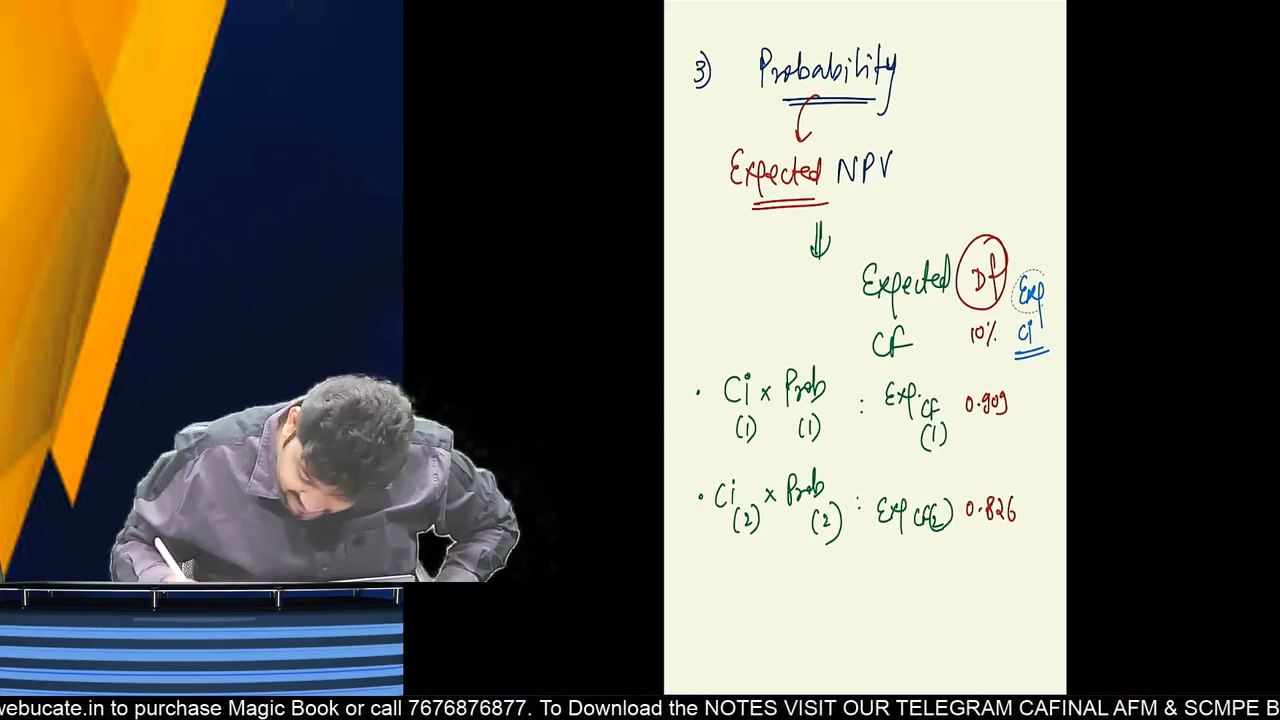 3) Probability
Expected NPV
Expected Df Exp
CF 10% Ci
· Ci x Prob : Exp. CF 0.909
(1) (1) (1)
· Ci x Prob : Exp CF(2) 0.826
(2) (2)
webucate.in to purchase Magic Book or call 7676876877. To Download the NOTES VISIT OUR TELEGRAM CAFINAL AFM & SCMPE B